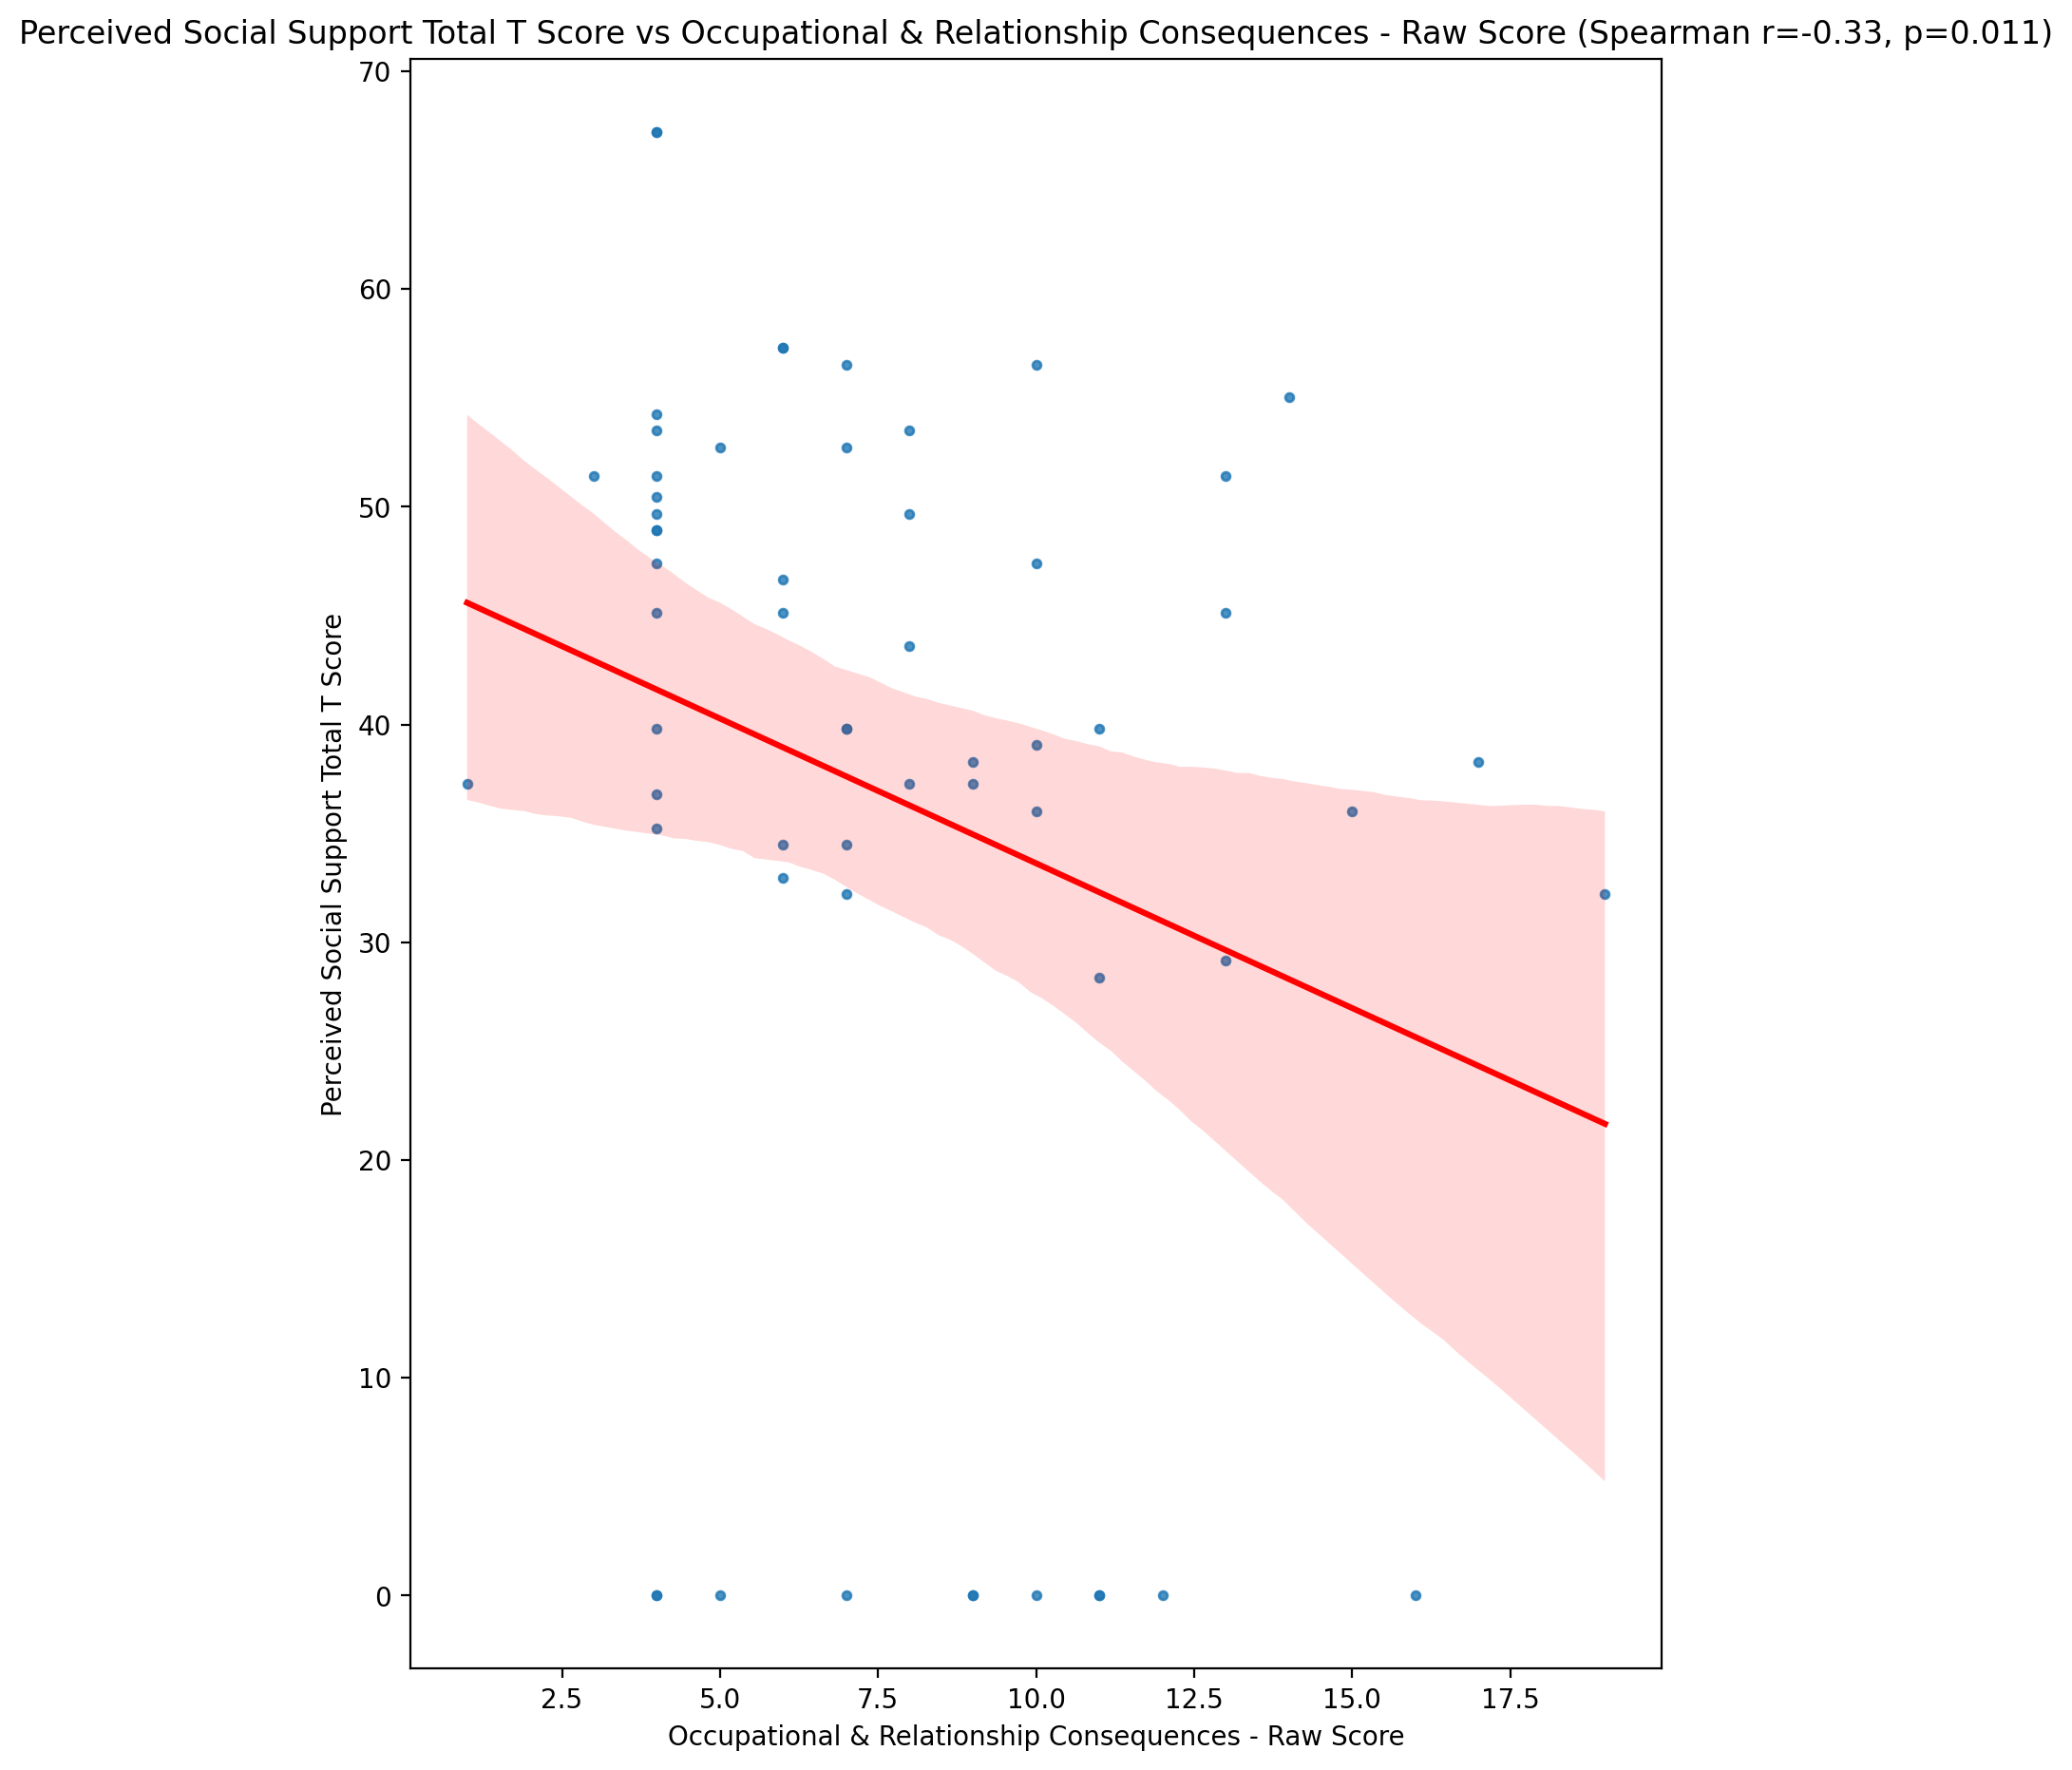 Perceived Social Support Total T Score vs Occupational & Relationship Consequences - Raw Score (Spearman r=-0.33, p=0.011)
Perceived Social Support Total T Score
70
60
50
40
30
20
10
0
2.5 5.0 7.5 10.0 12.5 15.0 17.5
Occupational & Relationship Consequences - Raw Score